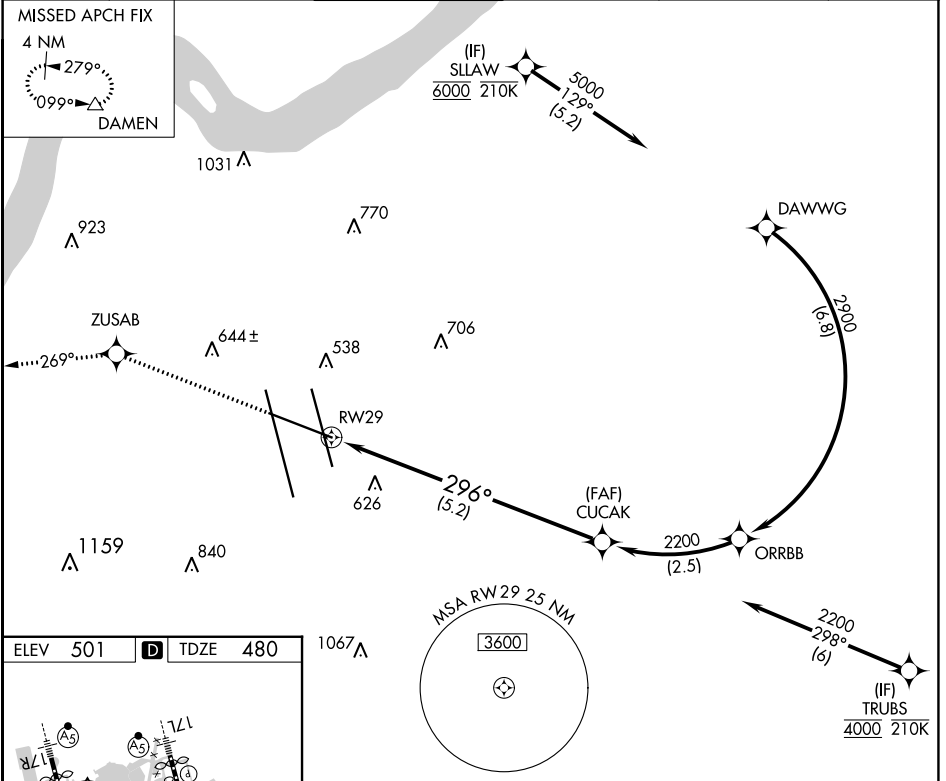 MISSED APCH FIX
4 NM
279°
099°
DAMEN
(IF)
SLLAW
6000 210K
5000
129°
(5.2)
1031
923
770
DAWWG
2900
(6.8)
ZUSAB
269°
644±
538
706
RW29
296°
(5.2)
626
(FAF)
CUCAK
2200
(2.5)
ORRBB
1159
840
MSA RW29 25 NM
3600
2200
298°
(6)
(IF)
TRUBS
4000 210K
1067
ELEV 501 D TDZE 480
17R
A5
A5
17L
P